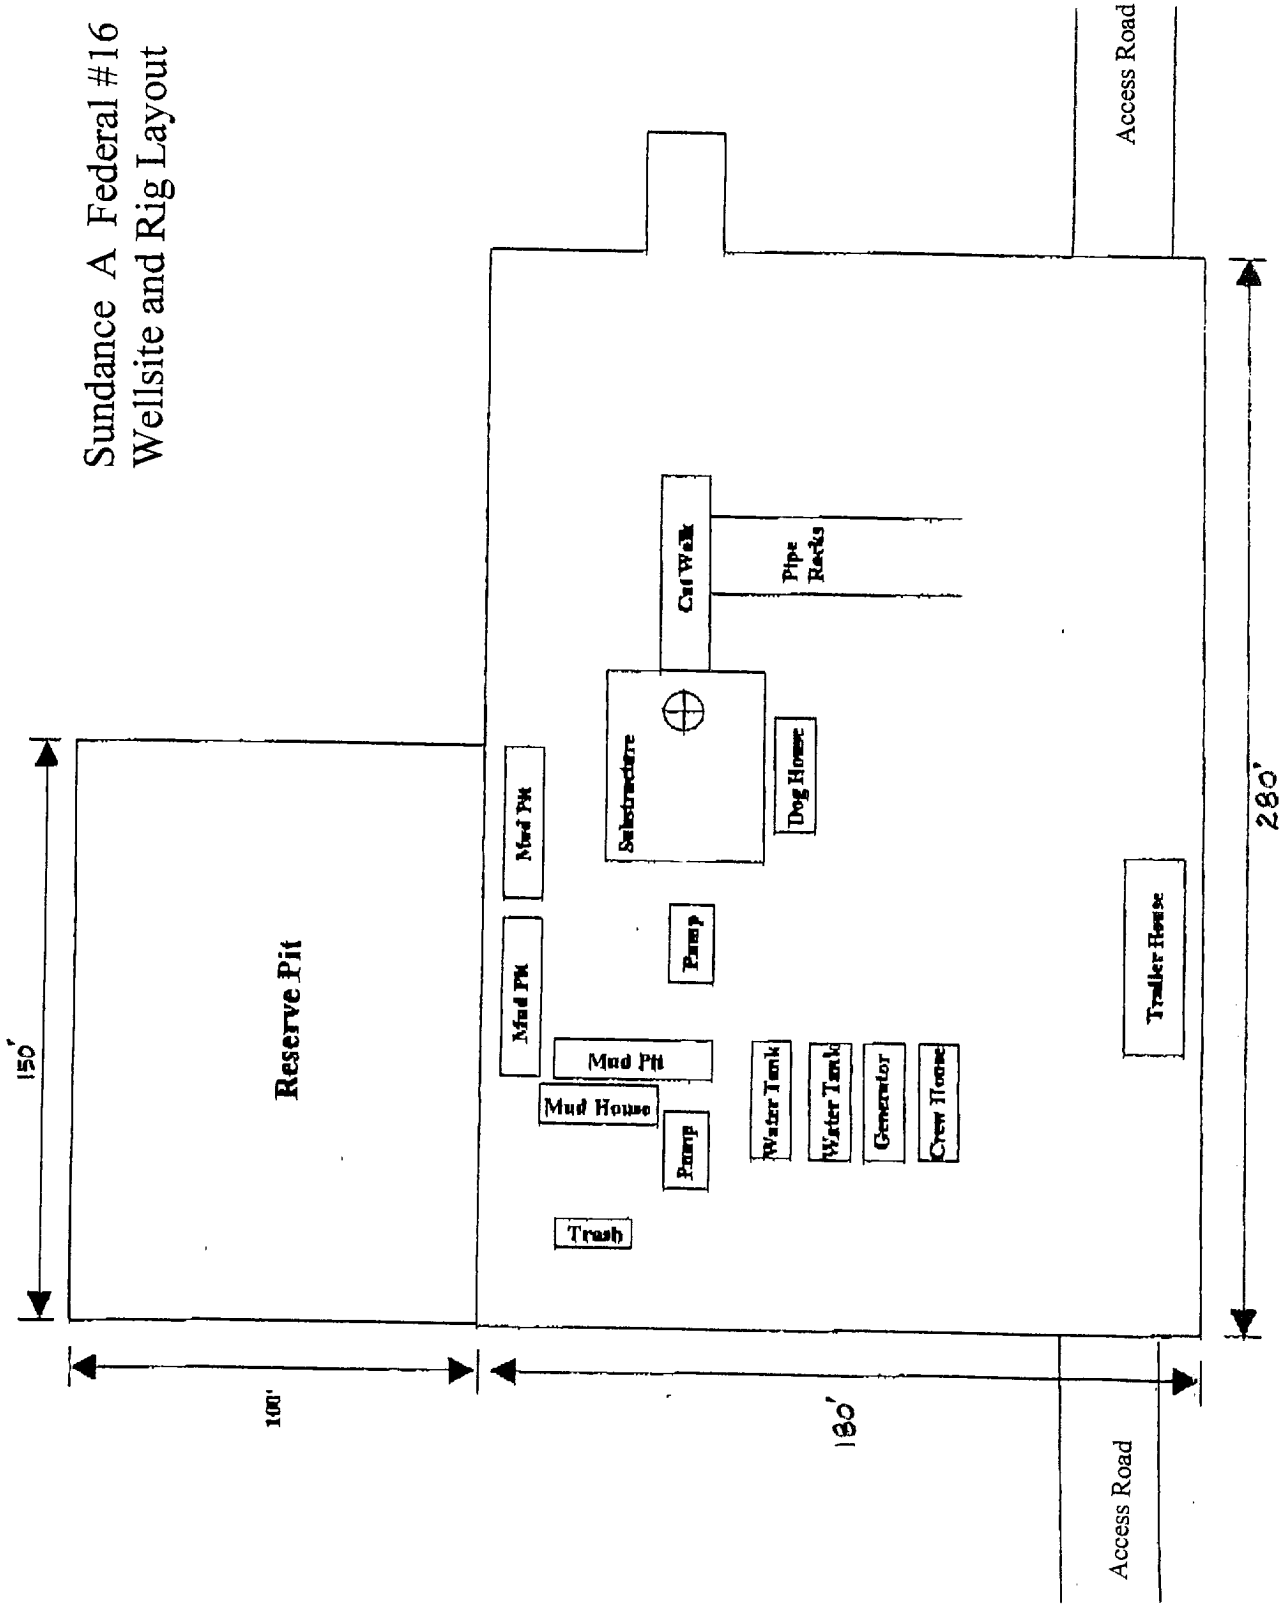 Sundance A Federal #16
Wellsite and Rig Layout
150'
Reserve Pit
100'
Mud Pit
Mud Pit
Mud Pit
Mud House
Trash
Pump
Pump
Substructure
Cat Walk
Pipe
Racks
Dog House
Water Tank
Water Tank
Generator
Crew House
Trailer House
180'
280'
Access Road
Access Road